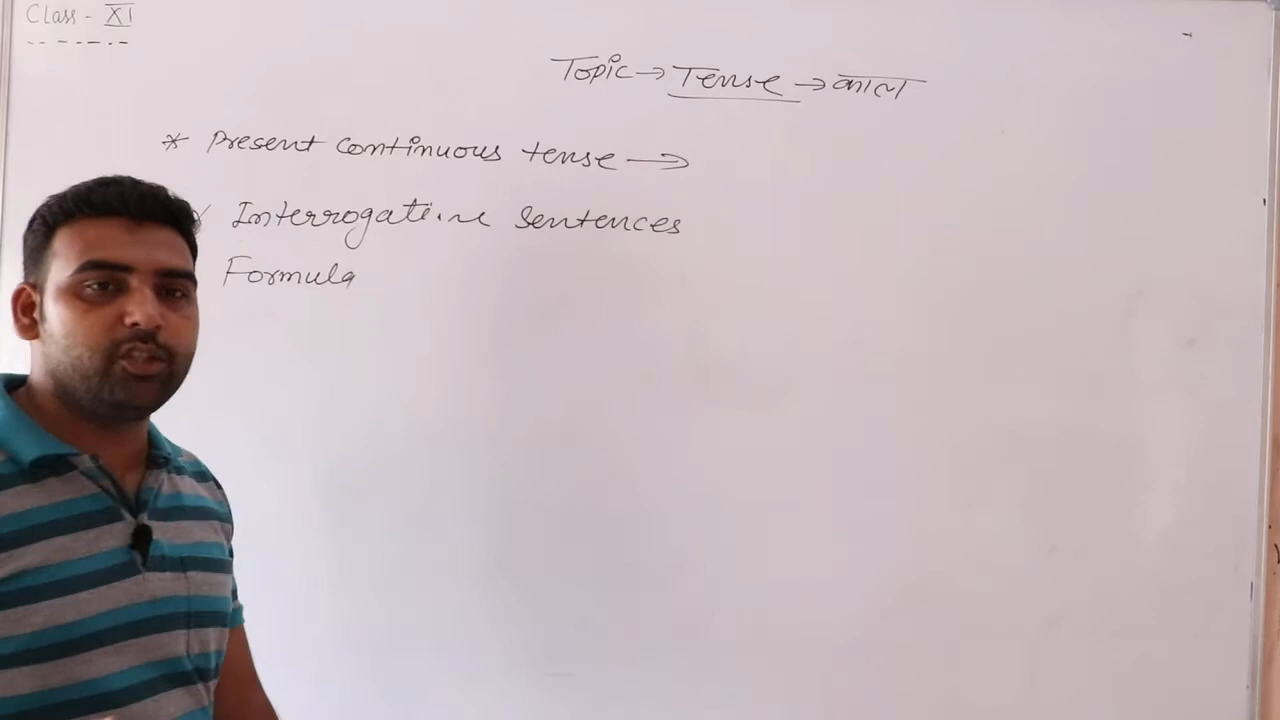 Class - XI
Topic → Tense → काल
* Present continuous tense →
Interrogative sentences
Formula